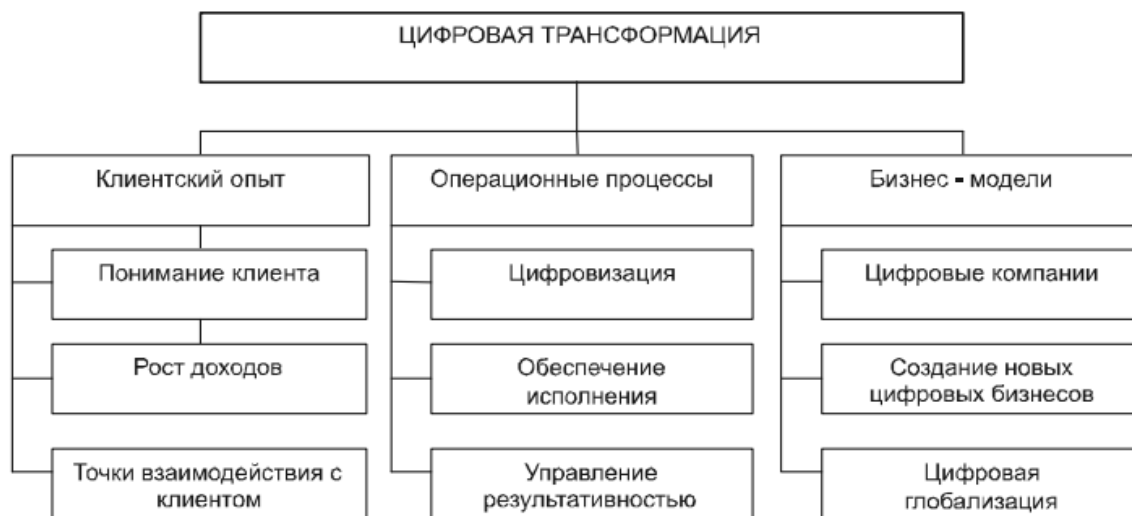 ЦИФРОВАЯ ТРАНСФОРМАЦИЯ
Клиентский опыт
Понимание клиента
Рост доходов
Точки взаимодействия с
клиентом
Операционные процессы
Цифровизация
Обеспечение
исполнения
Управление
результативностью
Бизнес - модели
Цифровые компании
Создание новых
цифровых бизнесов
Цифровая
глобализация